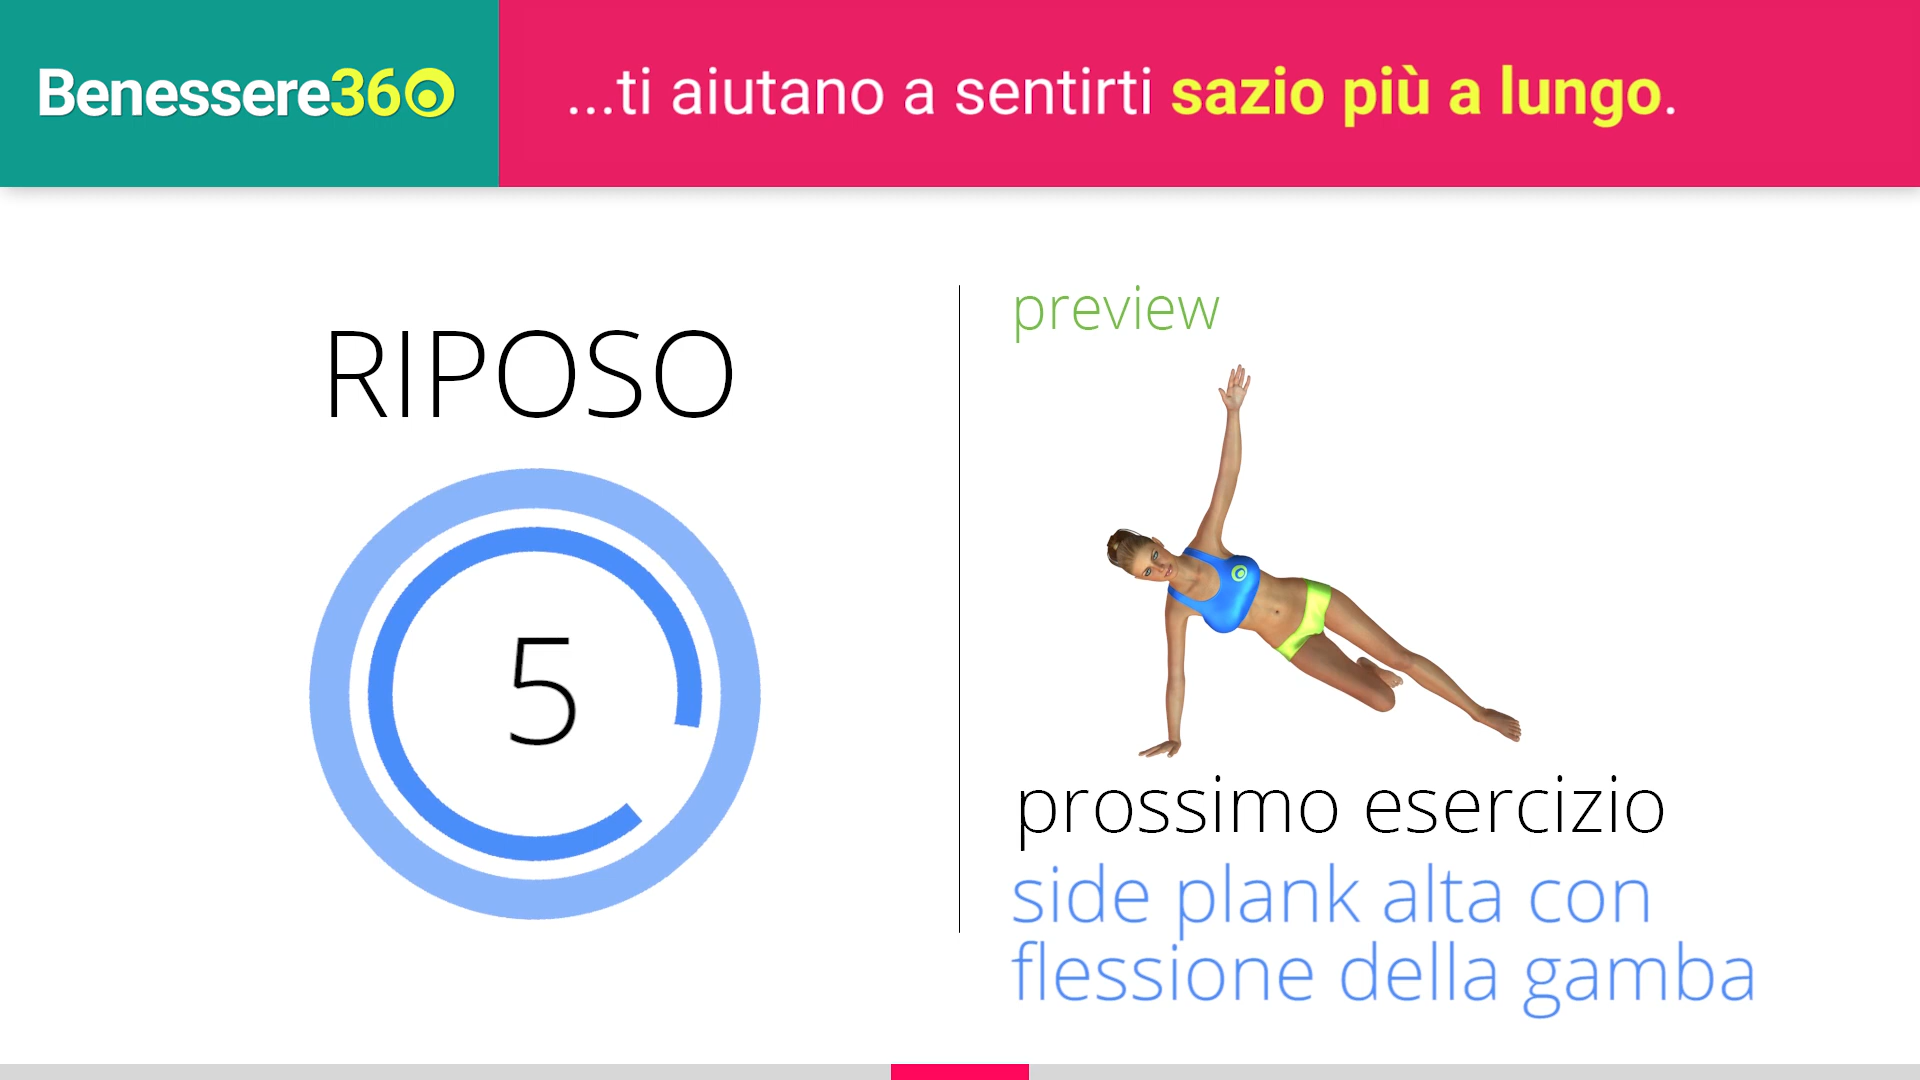 Benessere360
...ti aiutano a sentirti sazio più a lungo.
RIPOSO
5
preview
prossimo esercizio
side plank alta con
flessione della gamba